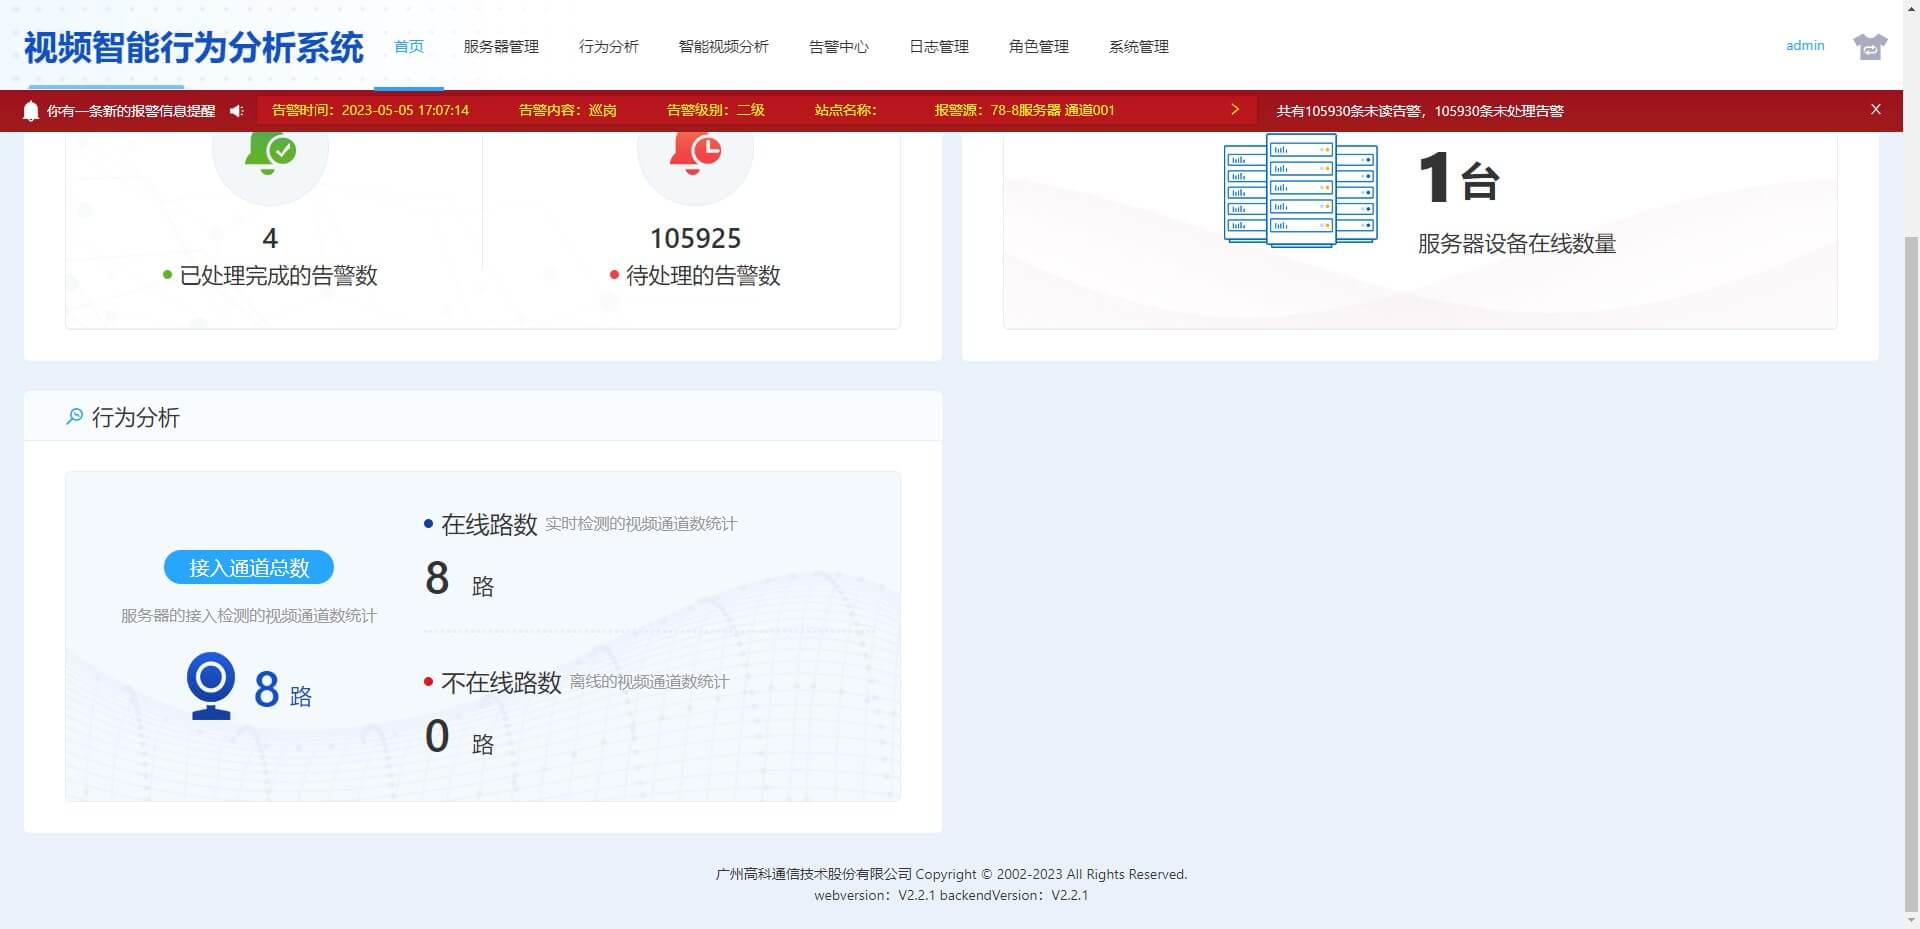 视频智能行为分析系统 首页 服务器管理 行为分析 智能视频分析 告警中心 日志管理 角色管理 系统管理 admin
你有一条新的报警信息提醒 告警时间：2023-05-05 17:07:14 告警内容：巡岗 告警级别：二级 站点名称： 报警源：78-8服务器 通道001 > 共有105930条未读告警，105930条未处理告警 X
4
已处理完成的告警数
105925
待处理的告警数
1台
服务器设备在线数量
行为分析
接入通道总数
服务器的接入检测的视频通道数统计
8 路
在线路数 实时检测的视频通道数统计
8 路
不在线路数 离线的视频通道数统计
0 路
广州高科通信技术股份有限公司 Copyright © 2002-2023 All Rights Reserved.
webversion：V2.2.1 backendVersion：V2.2.1